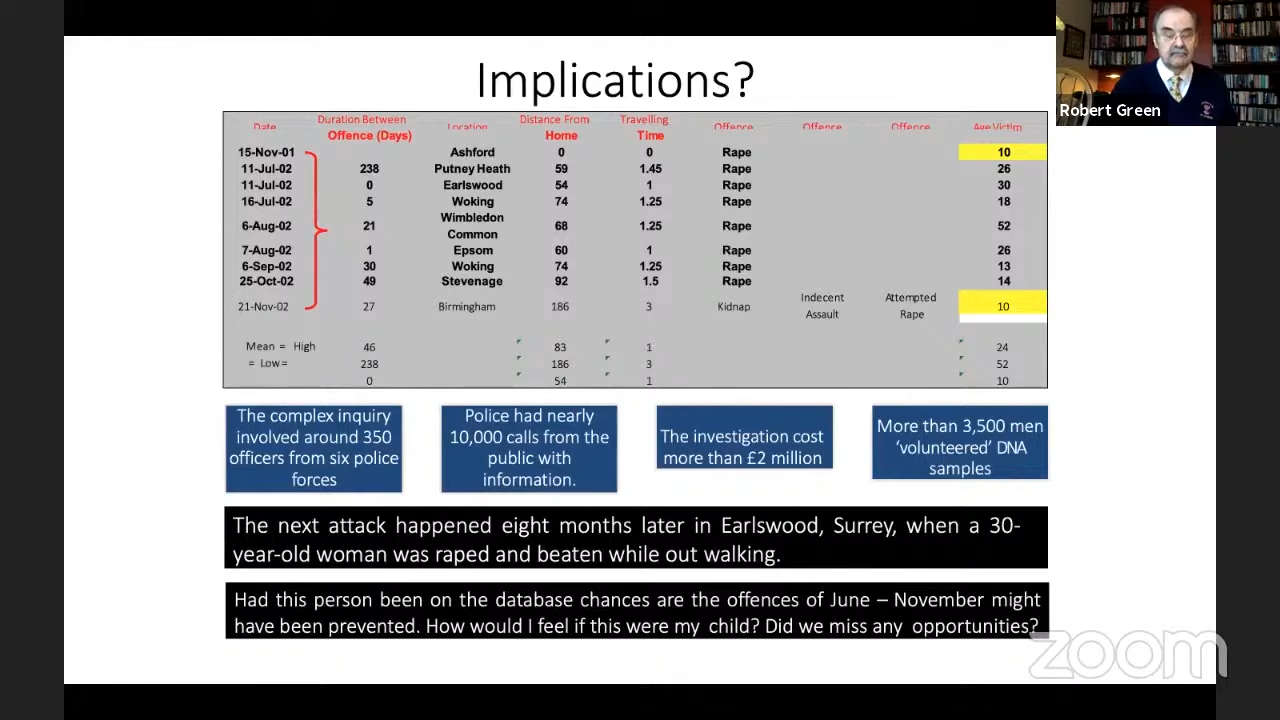 Implications?
Robert Green
Date Duration Between Offence (Days) Location Distance From Home Travelling Time Offence Offence Offence Age Victim
15-Nov-01 Ashford 0 0 Rape 10
11-Jul-02 238 Putney Heath 59 1.45 Rape 26
11-Jul-02 0 Earlswood 54 1 Rape 30
16-Jul-02 5 Woking 74 1.25 Rape 18
6-Aug-02 21 Wimbledon Common 68 1.25 Rape 52
7-Aug-02 1 Epsom 60 1 Rape 26
6-Sep-02 30 Woking 74 1.25 Rape 13
25-Oct-02 49 Stevenage 92 1.5 Rape 14
21-Nov-02 27 Birmingham 186 3 Kidnap Indecent Assault Attempted Rape 10
Mean = High 46 83 1 24
= Low = 238 186 3 52
0 54 1 10
The complex inquiry
involved around 350
officers from six police
forces
Police had nearly
10,000 calls from the
public with
information.
The investigation cost
more than £2 million
More than 3,500 men
‘volunteered’ DNA
samples
The next attack happened eight months later in Earlswood, Surrey, when a 30-
year-old woman was raped and beaten while out walking.
Had this person been on the database chances are the offences of June – November might
have been prevented. How would I feel if this were my child? Did we miss any opportunities?
zoom